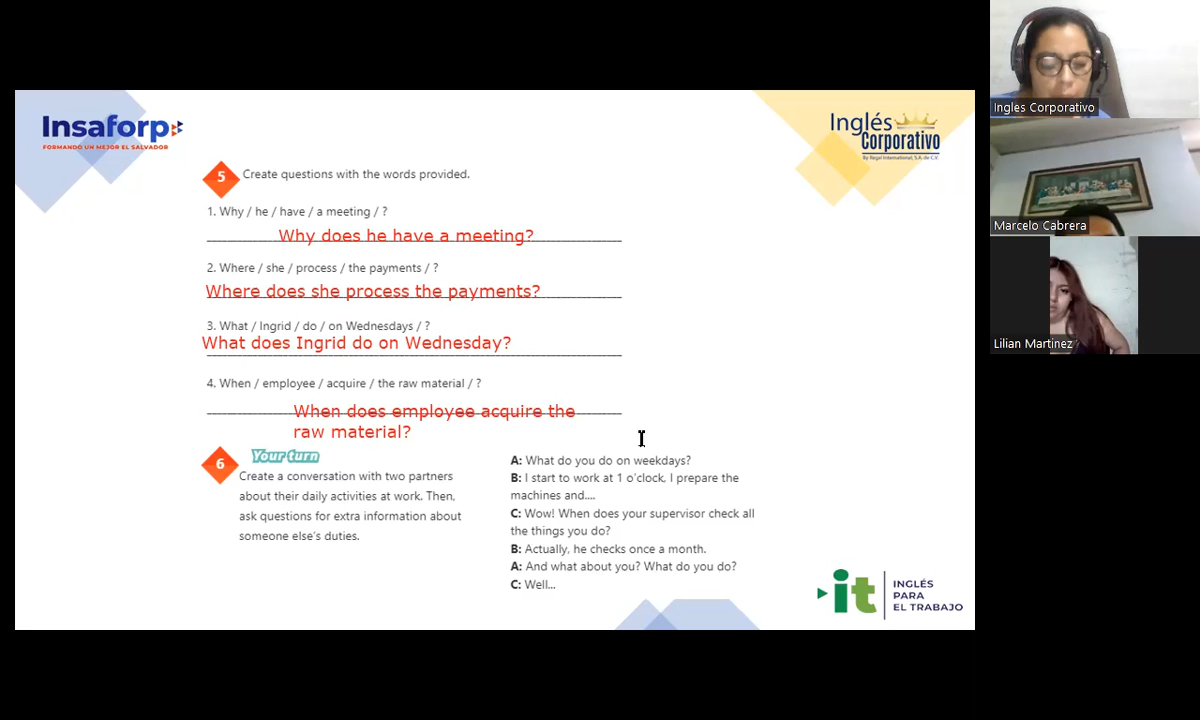 Insaforp
FORMANDO UN MEJOR EL SALVADOR
Inglés
Corporativo
By Regal International, S.A. de C.V.
5 Create questions with the words provided.
1. Why / he / have / a meeting / ?
Why does he have a meeting?
2. Where / she / process / the payments / ?
Where does she process the payments?
3. What / Ingrid / do / on Wednesdays / ?
What does Ingrid do on Wednesday?
4. When / employee / acquire / the raw material / ?
When does employee acquire the
raw material?
6 Your turn
Create a conversation with two partners
about their daily activities at work. Then,
ask questions for extra information about
someone else's duties.
A: What do you do on weekdays?
B: I start to work at 1 o'clock, I prepare the
machines and....
C: Wow! When does your supervisor check all
the things you do?
B: Actually, he checks once a month.
A: And what about you? What do you do?
C: Well...
it
INGLÉS
PARA
EL TRABAJO
Ingles Corporativo
Marcelo Cabrera
Lilian Martinez